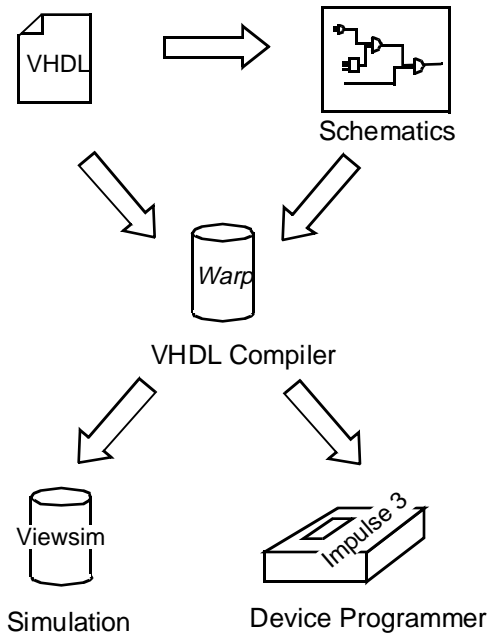 VHDL
Schematics
Warp
VHDL Compiler
Viewsim
Impulse 3
Simulation
Device Programmer